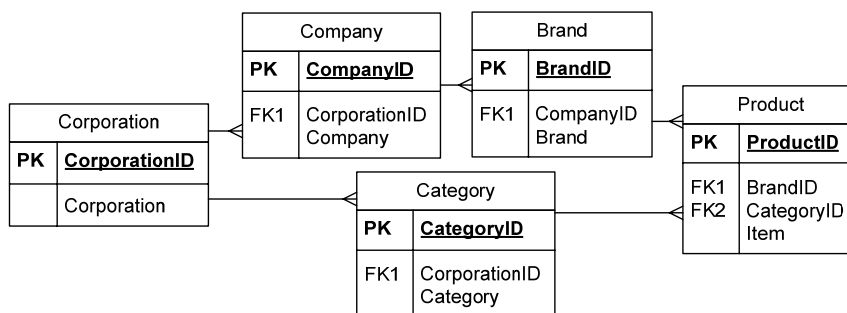 Company
PK CompanyID
FK1 CorporationID
Company
Brand
PK BrandID
FK1 CompanyID
Brand
Corporation
PK CorporationID
Corporation
Category
PK CategoryID
FK1 CorporationID
Category
Product
PK ProductID
FK1 BrandID
FK2 CategoryID
Item